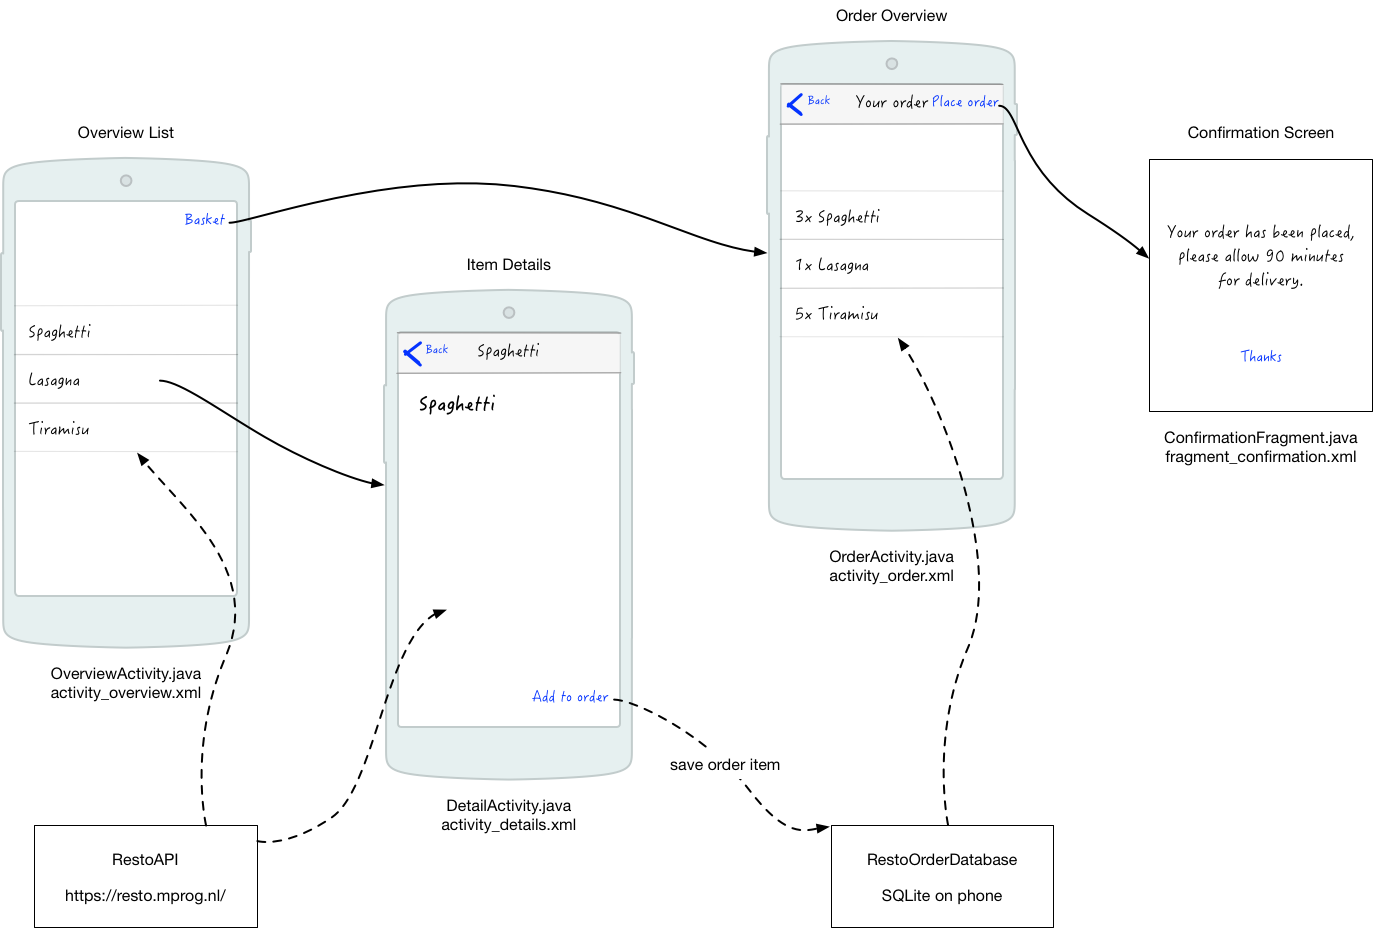 Order Overview
Back
Your order
Place order
3x Spaghetti
1x Lasagna
5x Tiramisu
OrderActivity.java
activity_order.xml
Overview List
Basket
Spaghetti
Lasagna
Tiramisu
OverviewActivity.java
activity_overview.xml
Confirmation Screen
Your order has been placed,
please allow 90 minutes
for delivery.
Thanks
ConfirmationFragment.java
fragment_confirmation.xml
Item Details
Back
Spaghetti
Spaghetti
Add to order
DetailActivity.java
activity_details.xml
save order item
RestoAPI
https://resto.mprog.nl/
RestoOrderDatabase
SQLite on phone